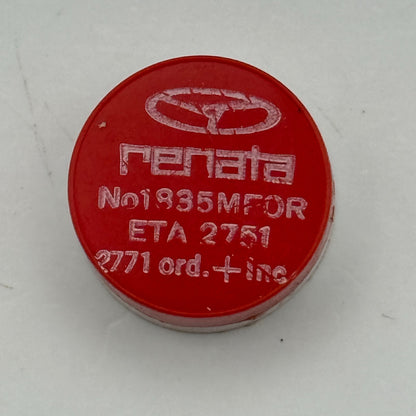 renata
No1835MFOR
ETA 2751
2771 ord. + inc.